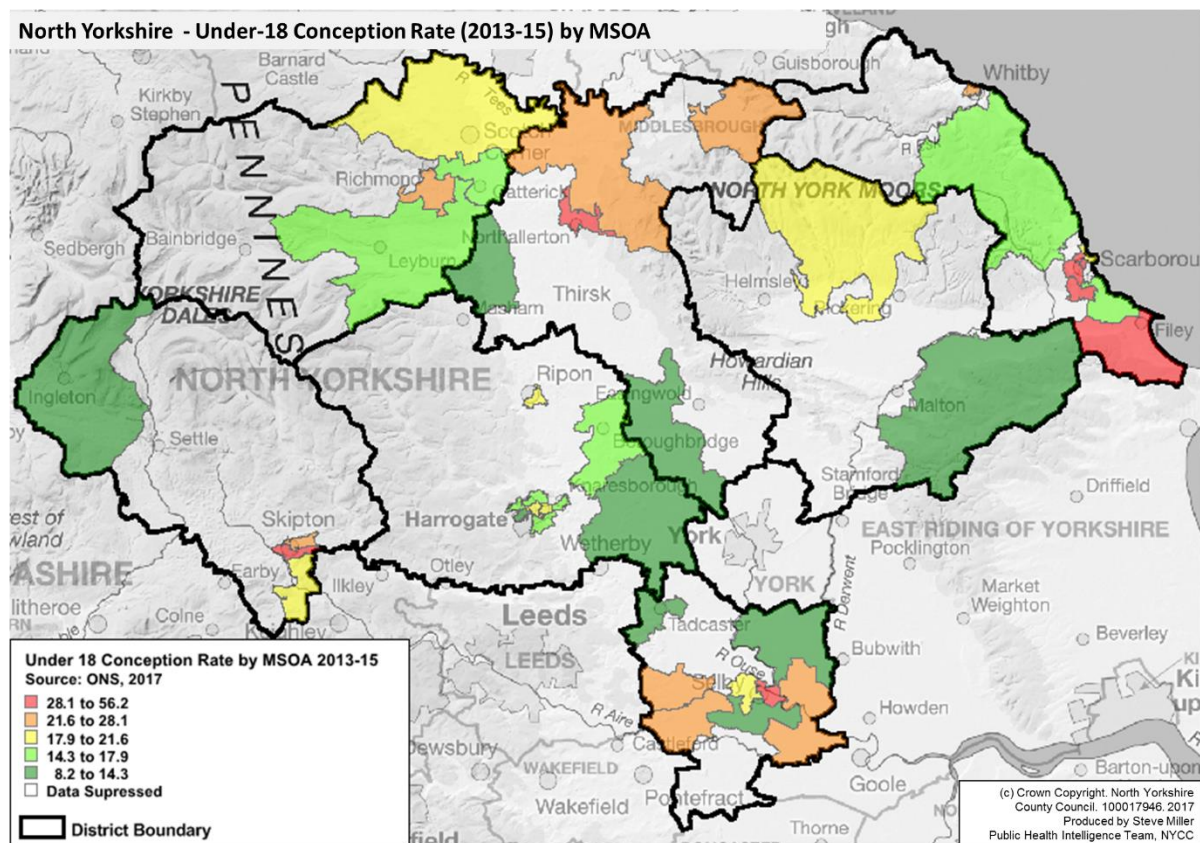 North Yorkshire - Under-18 Conception Rate (2013-15) by MSOA
Guisborough
Barnard
Castle
Whitby
Kirkby
Stephen
R Tees
MIDDLESBROUGH
PENNINES
Richmond
Catterick
NORTH YORK MOORS
Sedbergh
Bainbridge
Northallerton
Leyburn
Scarborou
Helmsley
YORKSHIRE
DALES
Masham
Thirsk
Pickering
Filey
Howardian
Hills
NORTH YORKSHIRE
Ripon
Ingleton
Easingwold
Malton
Settle
Boroughbridge
Knaresborough
Stamford
Bridge
Driffield
Skipton
Harrogate
Wetherby
York
EAST RIDING OF YORKSHIRE
Pocklington
Earby
Ilkley
Otley
YORK
R Derwent
ASHIRE
litheroe
Colne
Keighley
Leeds
LEEDS
Tadcaster
Market
Weighton
Beverley
Bubwith
R Ouse
Selby
Howden
R Aire
Castleford
Dewsbury
WAKEFIELD
Wakefield
Pontefract
Goole
Barton-upon
Thorne
Under 18 Conception Rate by MSOA 2013-15
Source: ONS, 2017
28.1 to 56.2
21.6 to 28.1
17.9 to 21.6
14.3 to 17.9
8.2 to 14.3
Data Supressed
District Boundary
(c) Crown Copyright. North Yorkshire
County Council. 100017946. 2017
Produced by Steve Miller
Public Health Intelligence Team, NYCC